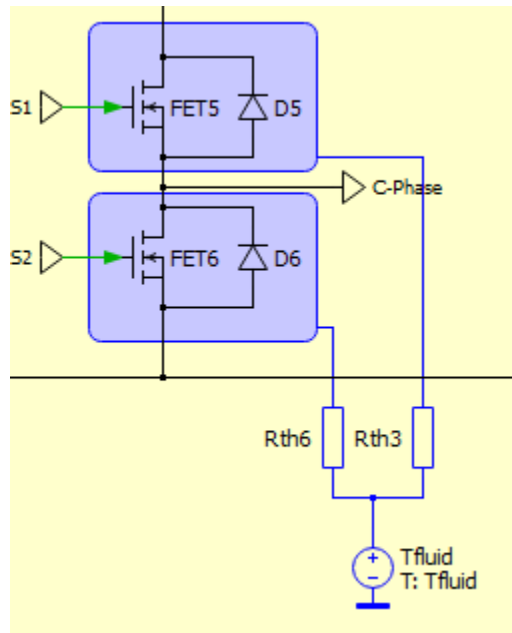 S1
FET5
D5
C-Phase
S2
FET6
D6
Rth6
Rth3
+
−
Tfluid
T: Tfluid